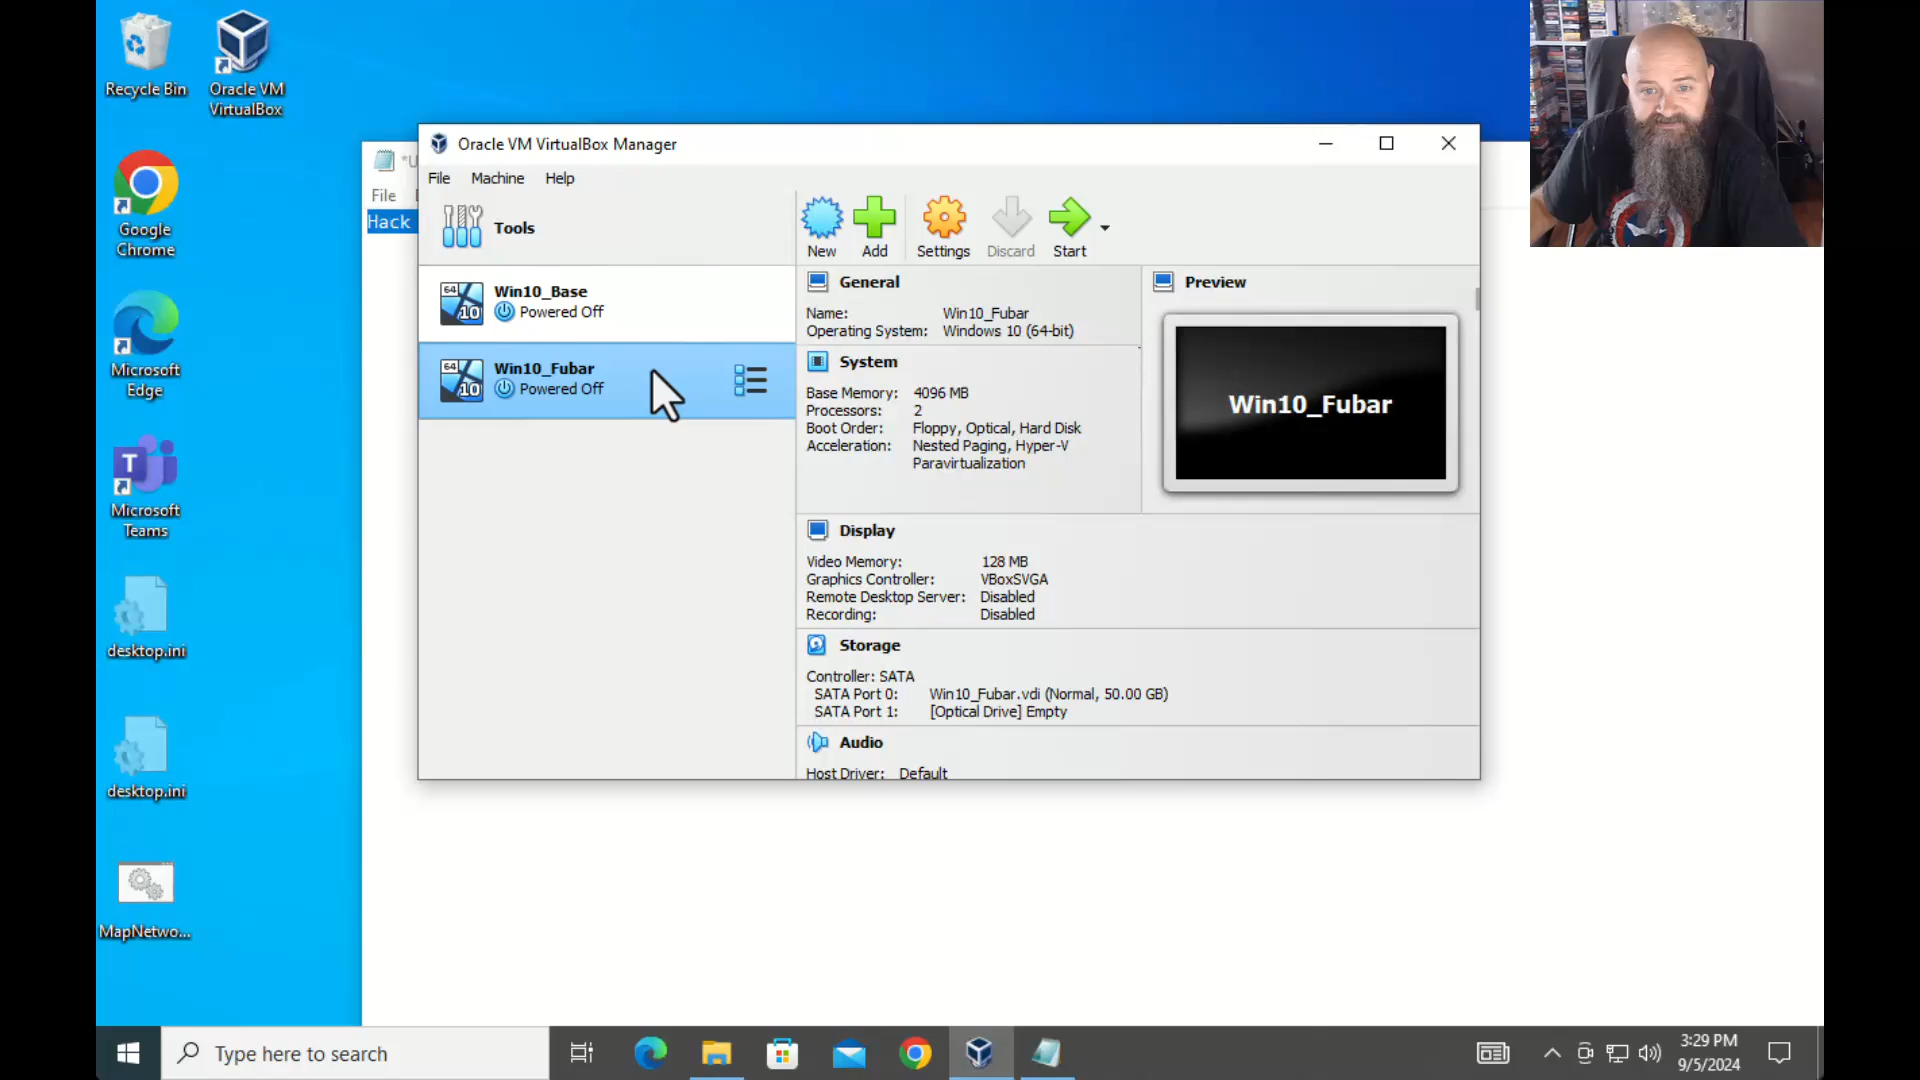 Recycle Bin
Oracle VM
VirtualBox
Google
Chrome
Microsoft
Edge
Microsoft
Teams
desktop.ini
desktop.ini
MapNetwo...
File
Hack
Oracle VM VirtualBox Manager
File Machine Help
Tools
New Add Settings Discard Start
Win10_Base
Powered Off
Win10_Fubar
Powered Off
General
Name: Win10_Fubar
Operating System: Windows 10 (64-bit)
System
Base Memory: 4096 MB
Processors: 2
Boot Order: Floppy, Optical, Hard Disk
Acceleration: Nested Paging, Hyper-V
Paravirtualization
Preview
Win10_Fubar
Display
Video Memory: 128 MB
Graphics Controller: VBoxSVGA
Remote Desktop Server: Disabled
Recording: Disabled
Storage
Controller: SATA
SATA Port 0: Win10_Fubar.vdi (Normal, 50.00 GB)
SATA Port 1: [Optical Drive] Empty
Audio
Host Driver: Default
Type here to search
3:29 PM
9/5/2024